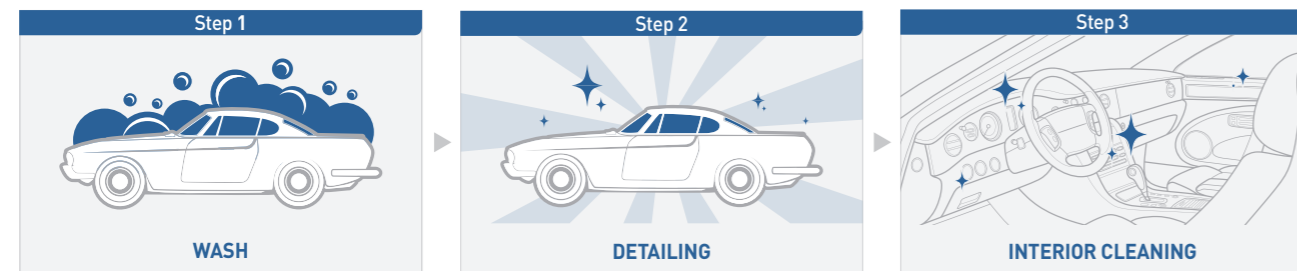 Step 1
WASH
Step 2
DETAILING
Step 3
INTERIOR CLEANING